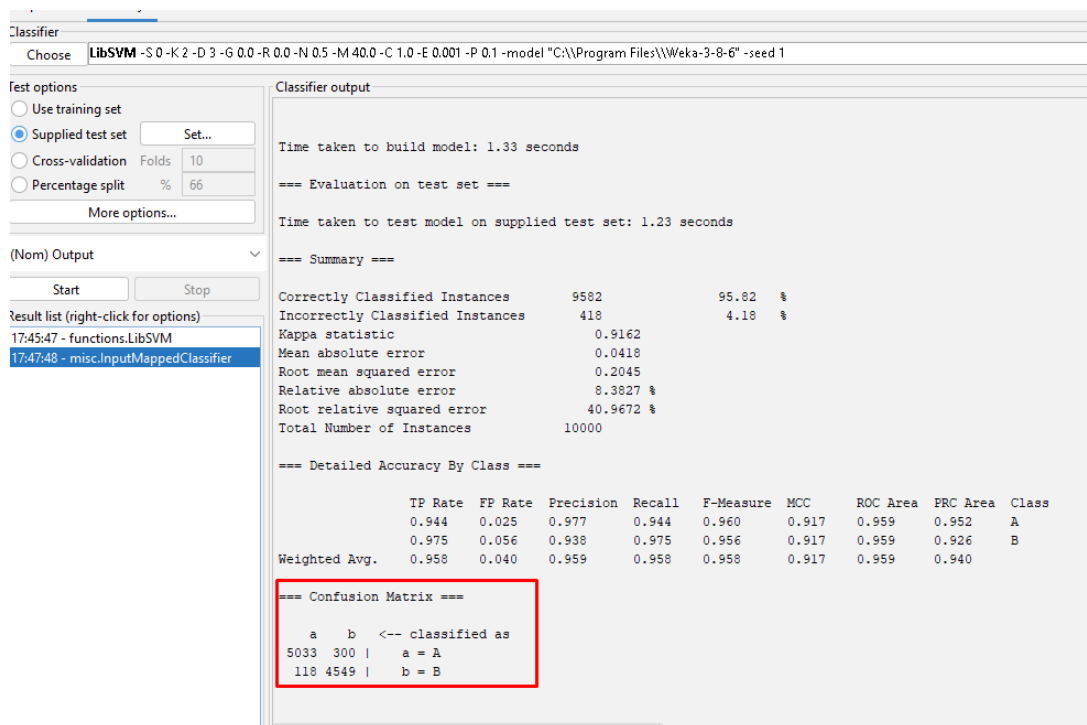 Classifier
Choose LibSVM -S 0 -K 2 -D 3 -G 0.0 -R 0.0 -N 0.5 -M 40.0 -C 1.0 -E 0.001 -P 0.1 -model "C:\\Program Files\\Weka-3-8-6" -seed 1
Test options
Use training set
Supplied test set Set...
Cross-validation Folds 10
Percentage split % 66
More options...
(Nom) Output
Start Stop
Result list (right-click for options)
17:45:47 - functions.LibSVM
17:47:48 - misc.InputMappedClassifier
Classifier output
Time taken to build model: 1.33 seconds
=== Evaluation on test set ===
Time taken to test model on supplied test set: 1.23 seconds
=== Summary ===
Correctly Classified Instances 9582 95.82 %
Incorrectly Classified Instances 418 4.18 %
Kappa statistic 0.9162
Mean absolute error 0.0418
Root mean squared error 0.2045
Relative absolute error 8.3827 %
Root relative squared error 40.9672 %
Total Number of Instances 10000
=== Detailed Accuracy By Class ===
TP Rate FP Rate Precision Recall F-Measure MCC ROC Area PRC Area Class
0.944 0.025 0.977 0.944 0.960 0.917 0.959 0.952 A
0.975 0.056 0.938 0.975 0.956 0.917 0.959 0.926 B
Weighted Avg. 0.958 0.040 0.959 0.958 0.958 0.917 0.959 0.940
=== Confusion Matrix ===
a b <-- classified as
5033 300 | a = A
118 4549 | b = B